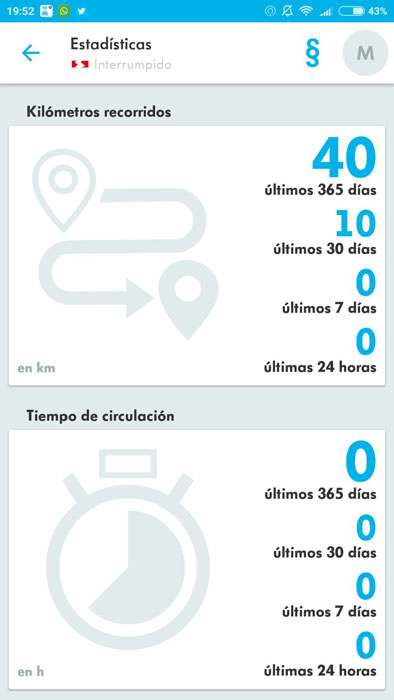 19:52
43%
Estadísticas
Interrumpido
§
M
Kilómetros recorridos
40
últimos 365 días
10
últimos 30 días
0
últimos 7 días
0
últimas 24 horas
en km
Tiempo de circulación
0
últimos 365 días
0
últimos 30 días
0
últimos 7 días
0
últimas 24 horas
en h